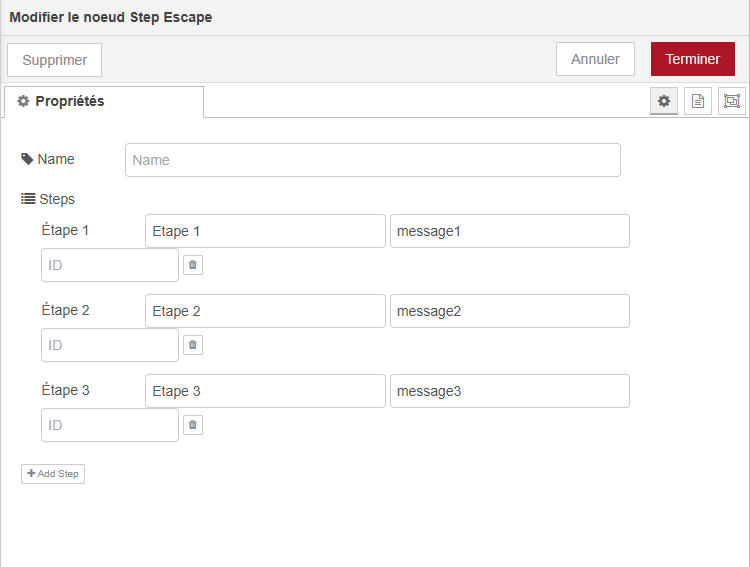 Modifier le noeud Step Escape
Supprimer
Annuler
Terminer
Propriétés
Name
Name
Steps
Étape 1
Etape 1
message1
ID
Étape 2
Etape 2
message2
ID
Étape 3
Etape 3
message3
ID
+ Add Step